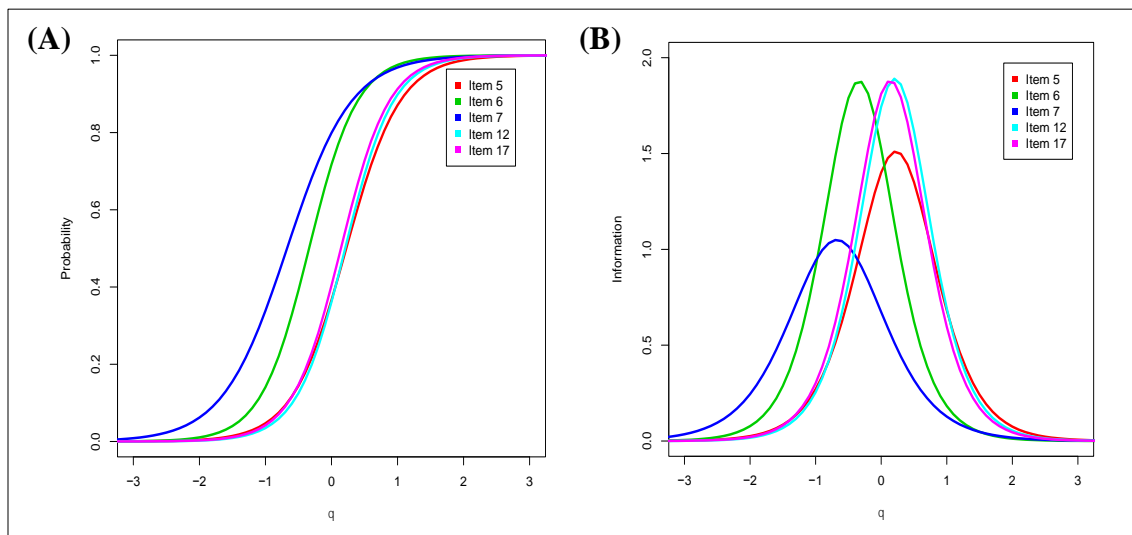 (A)
1.0
0.8
0.6
0.4
0.2
0.0
Probability
−3 −2 −1 0 1 2 3
q
Item 5
Item 6
Item 7
Item 12
Item 17
(B)
2.0
1.5
1.0
0.5
0.0
Information
−3 −2 −1 0 1 2 3
q
Item 5
Item 6
Item 7
Item 12
Item 17